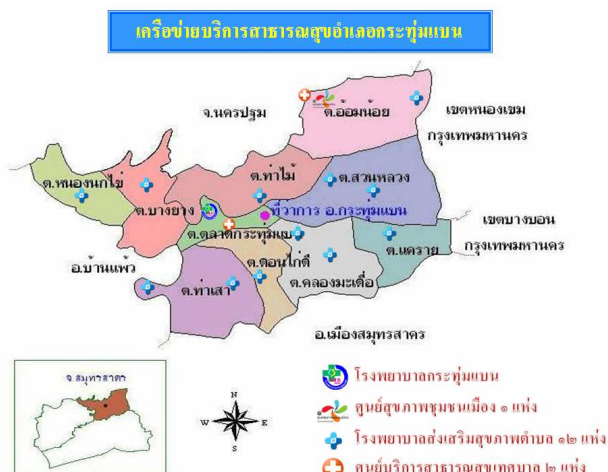 เครือข่ายบริการสาธารณสุขอำเภอกระทุ่มแบน
จ.นครปฐม
ต.อ้อมน้อย
เขตหนองแขม
กรุงเทพมหานคร
ต.หนองนกไข่
ต.ท่าไม้
ต.สวนหลวง
ต.บางยาง
ที่ว่าการ อ.กระทุ่มแบน
เขตบางบอน
กรุงเทพมหานคร
ต.ตลาดกระทุ่มแบ
ต.แคราย
อ.บ้านแพ้ว
ต.ดอนไก่ดี
ต.คลองมะเดื่อ
ต.ท่าเสา
อ.เมืองสมุทรสาคร
จ.สมุทรสาคร
N
W E
S
โรงพยาบาลกระทุ่มแบน
ศูนย์สุขภาพชุมชนเมือง ๑ แห่ง
โรงพยาบาลส่งเสริมสุขภาพตำบล ๑๒ แห่ง
ศูนย์บริการสาธารณสุขเทศบาล ๒ แห่ง